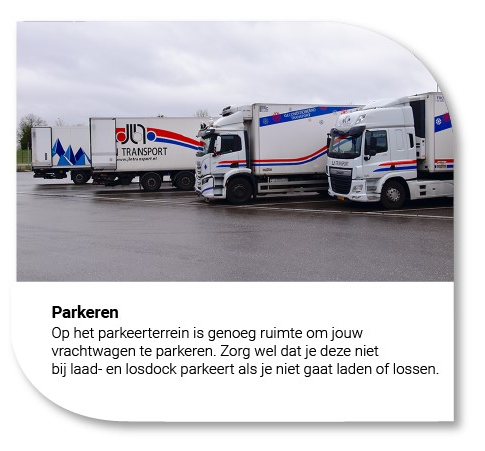 TRANSPORT
Parkeren
Op het parkeerterrein is genoeg ruimte om jouw
vrachtwagen te parkeren. Zorg wel dat je deze niet
bij laad- en losdock parkeert als je niet gaat laden of lossen.